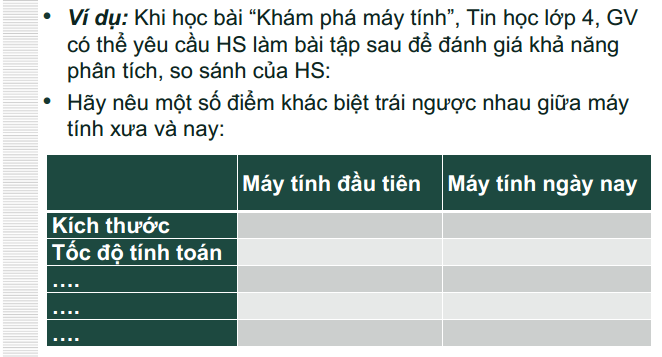 • Ví dụ: Khi học bài “Khám phá máy tính”, Tin học lớp 4, GV
có thể yêu cầu HS làm bài tập sau để đánh giá khả năng
phân tích, so sánh của HS:
• Hãy nêu một số điểm khác biệt trái ngược nhau giữa máy
tính xưa và nay:
Máy tính đầu tiên Máy tính ngày nay
Kích thước
Tốc độ tính toán
....
....
....